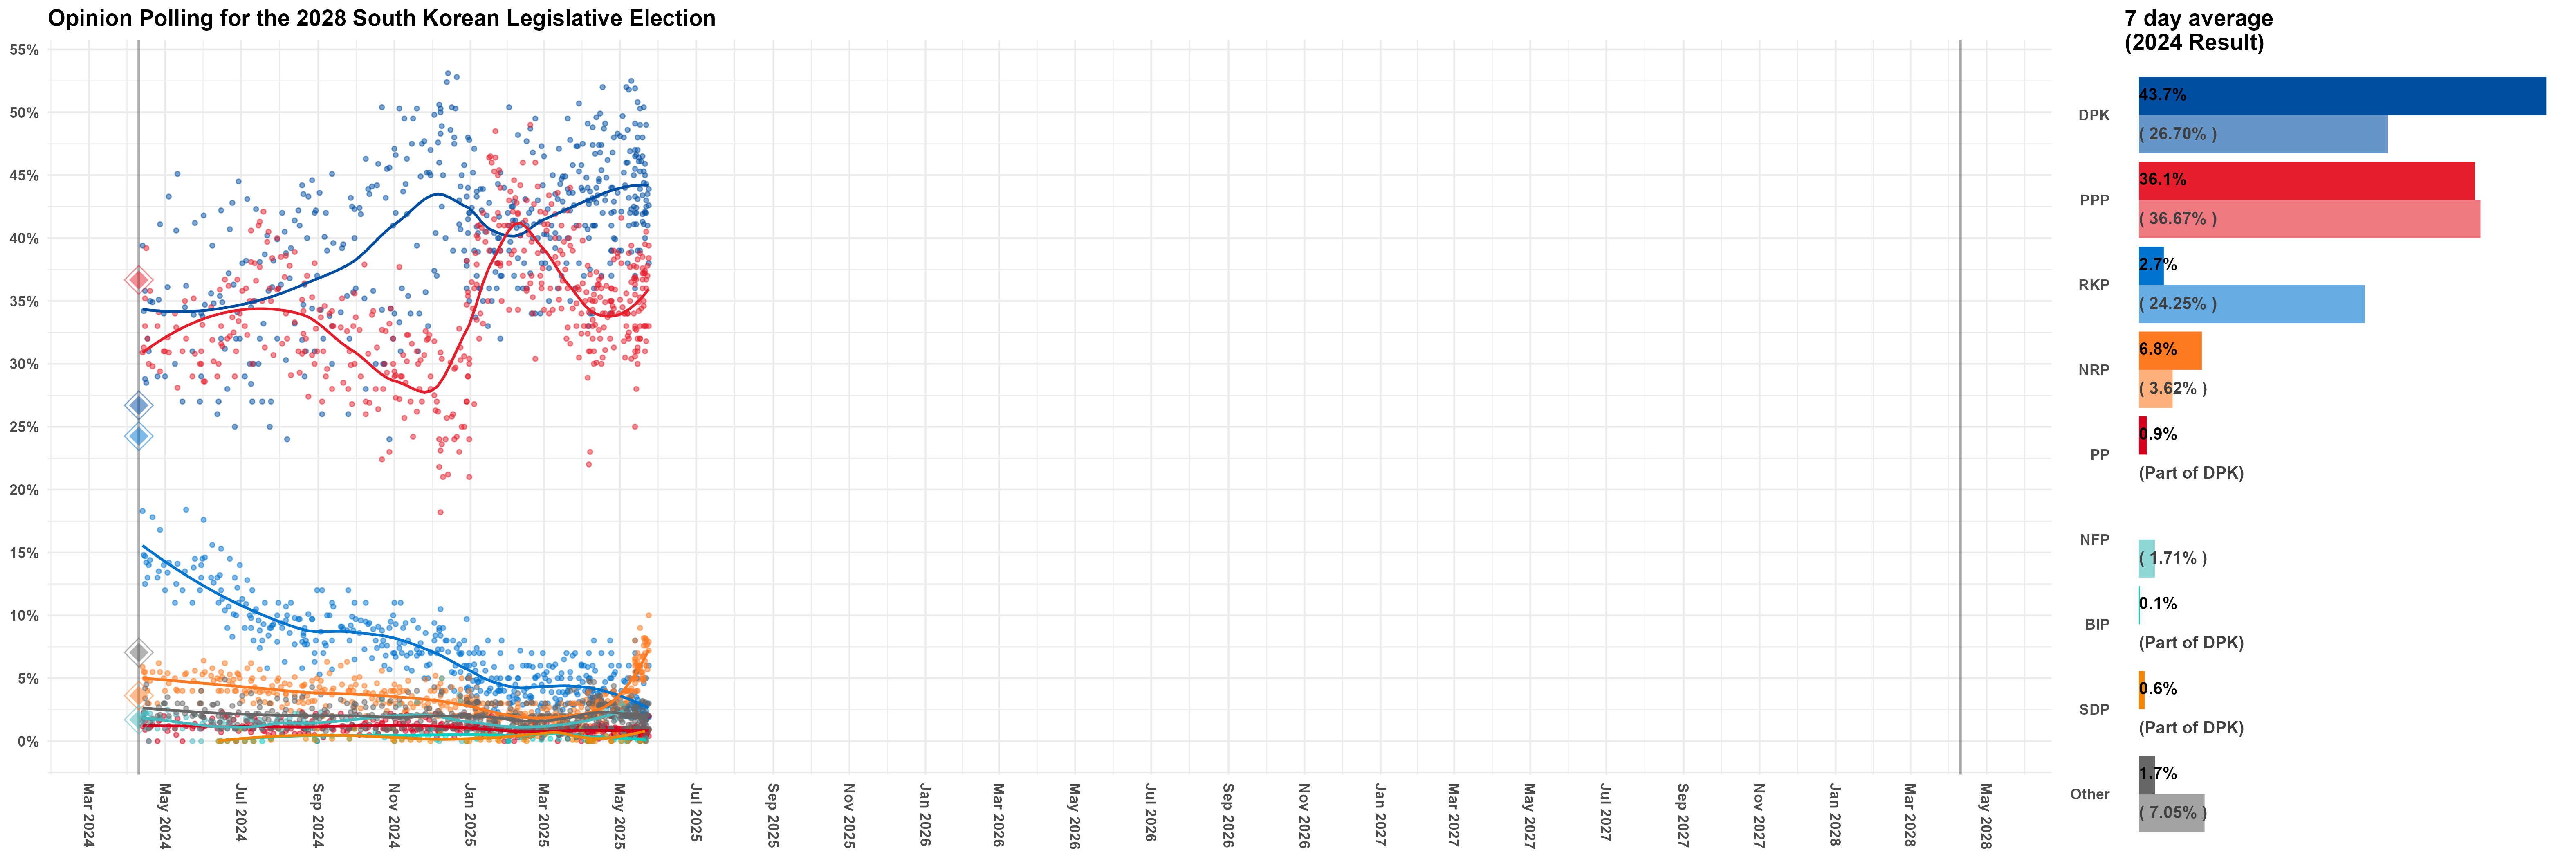 Opinion Polling for the 2028 South Korean Legislative Election
55%
50%
45%
40%
35%
30%
25%
20%
15%
10%
5%
0%
Mar 2024
May 2024
Jul 2024
Sep 2024
Nov 2024
Jan 2025
Mar 2025
May 2025
Jul 2025
Sep 2025
Nov 2025
Jan 2026
Mar 2026
May 2026
Jul 2026
Sep 2026
Nov 2026
Jan 2027
Mar 2027
May 2027
Jul 2027
Sep 2027
Nov 2027
Jan 2028
Mar 2028
May 2028
7 day average
(2024 Result)
DPK
43.7%
( 26.70% )
PPP
36.1%
( 36.67% )
RKP
2.7%
( 24.25% )
NRP
6.8%
( 3.62% )
PP
0.9%
(Part of DPK)
NFP
( 1.71% )
BIP
0.1%
(Part of DPK)
SDP
0.6%
(Part of DPK)
Other
1.7%
( 7.05% )